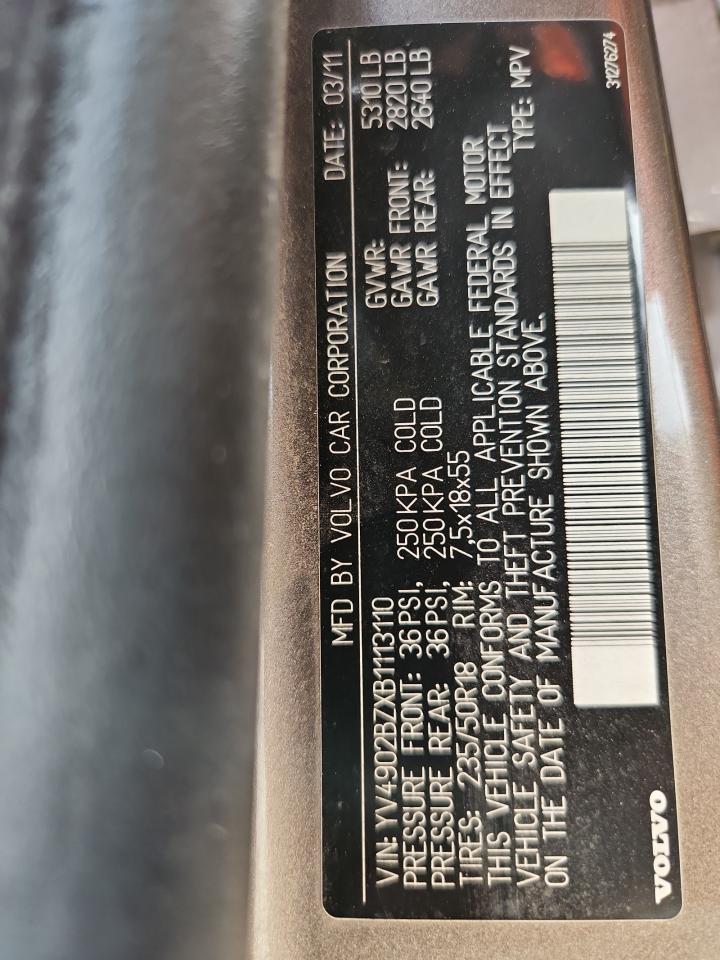 MFD BY VOLVO CAR CORPORATION DATE: 03/11
VIN: YV4902BZXB1113110 GVWR: 5310 LB
PRESSURE FRONT: 36 PSI, 250 KPA COLD GAWR FRONT: 2820 LB
PRESSURE REAR: 36 PSI, 250 KPA COLD GAWR REAR: 2640 LB
TIRES: 235/50R18 RIM: 7,5x18x55
THIS VEHICLE CONFORMS TO ALL APPLICABLE FEDERAL MOTOR
VEHICLE SAFETY AND THEFT PREVENTION STANDARDS IN EFFECT
ON THE DATE OF MANUFACTURE SHOWN ABOVE. TYPE: MPV
VOLVO 31276274